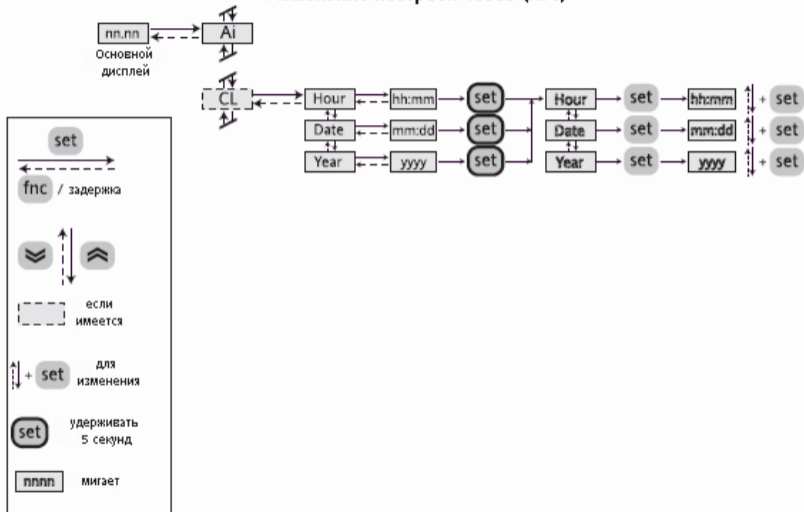 nn.nn Ai
Основной
дисплей
CL Hour hh:mm set Hour set hh:mm + set
Date mm:dd set Date set mm:dd + set
Year yyyy set Year set yyyy + set
set
fnc / задержка
если
имеется
+ set для
изменения
set удерживать
5 секунд
nnnn мигает